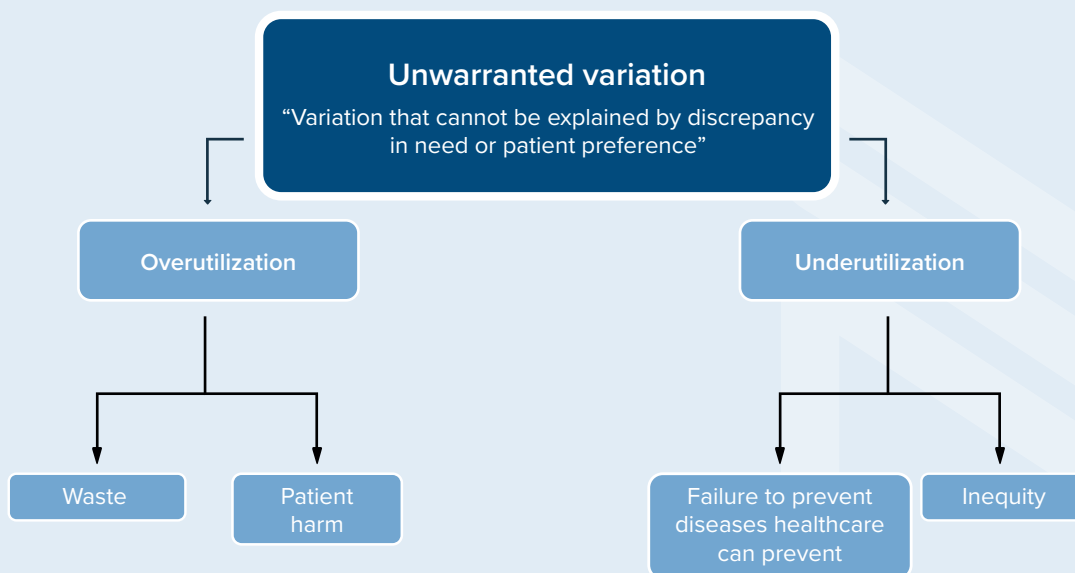 Unwarranted variation
“Variation that cannot be explained by discrepancy
in need or patient preference”
Overutilization
Underutilization
Waste
Patient
harm
Failure to prevent
diseases healthcare
can prevent
Inequity